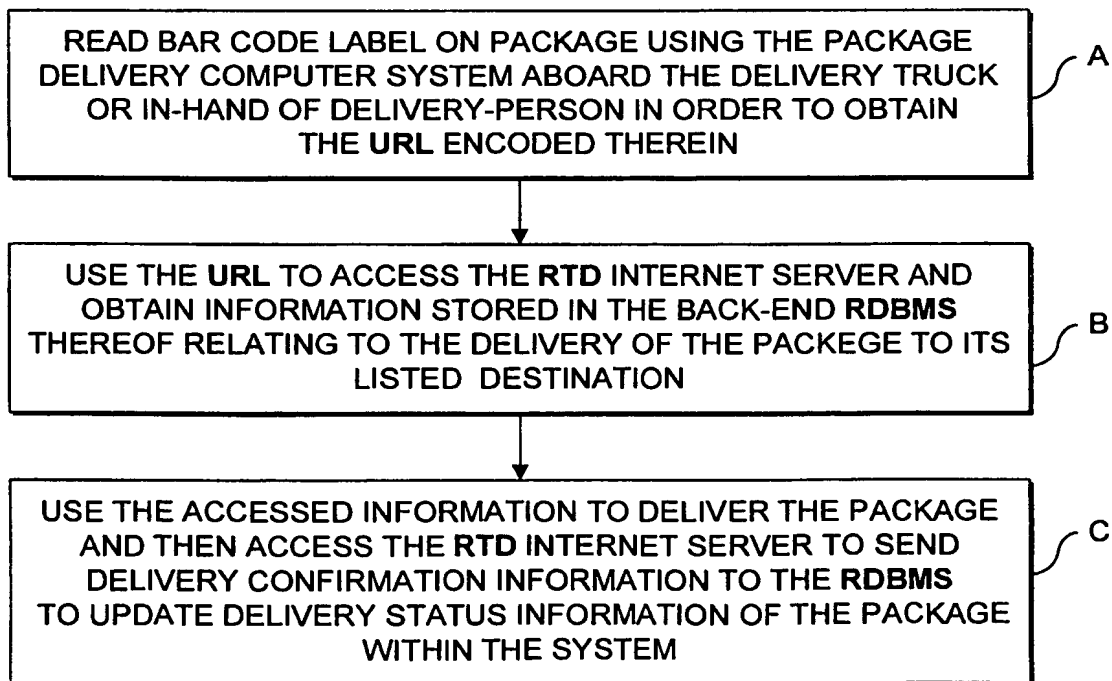 READ BAR CODE LABEL ON PACKAGE USING THE PACKAGE
DELIVERY COMPUTER SYSTEM ABOARD THE DELIVERY TRUCK
OR IN-HAND OF DELIVERY-PERSON IN ORDER TO OBTAIN
THE URL ENCODED THEREIN
A
USE THE URL TO ACCESS THE RTD INTERNET SERVER AND
OBTAIN INFORMATION STORED IN THE BACK-END RDBMS
THEREOF RELATING TO THE DELIVERY OF THE PACKEGE TO ITS
LISTED DESTINATION
B
USE THE ACCESSED INFORMATION TO DELIVER THE PACKAGE
AND THEN ACCESS THE RTD INTERNET SERVER TO SEND
DELIVERY CONFIRMATION INFORMATION TO THE RDBMS
TO UPDATE DELIVERY STATUS INFORMATION OF THE PACKAGE
WITHIN THE SYSTEM
C